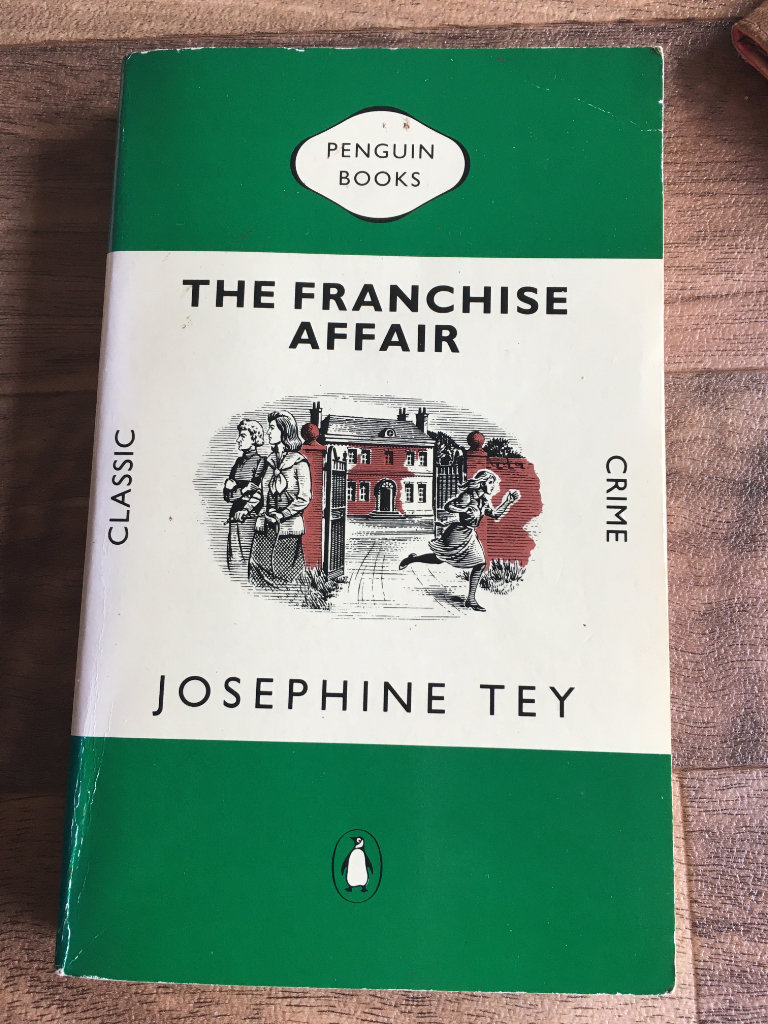 PENGUIN
BOOKS
THE FRANCHISE
AFFAIR
CLASSIC
CRIME
JOSEPHINE TEY